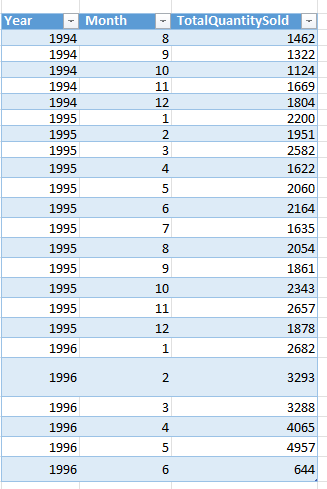 Year Month TotalQuantitySold
1994 8 1462
1994 9 1322
1994 10 1124
1994 11 1669
1994 12 1804
1995 1 2200
1995 2 1951
1995 3 2582
1995 4 1622
1995 5 2060
1995 6 2164
1995 7 1635
1995 8 2054
1995 9 1861
1995 10 2343
1995 11 2657
1995 12 1878
1996 1 2682
1996 2 3293
1996 3 3288
1996 4 4065
1996 5 4957
1996 6 644